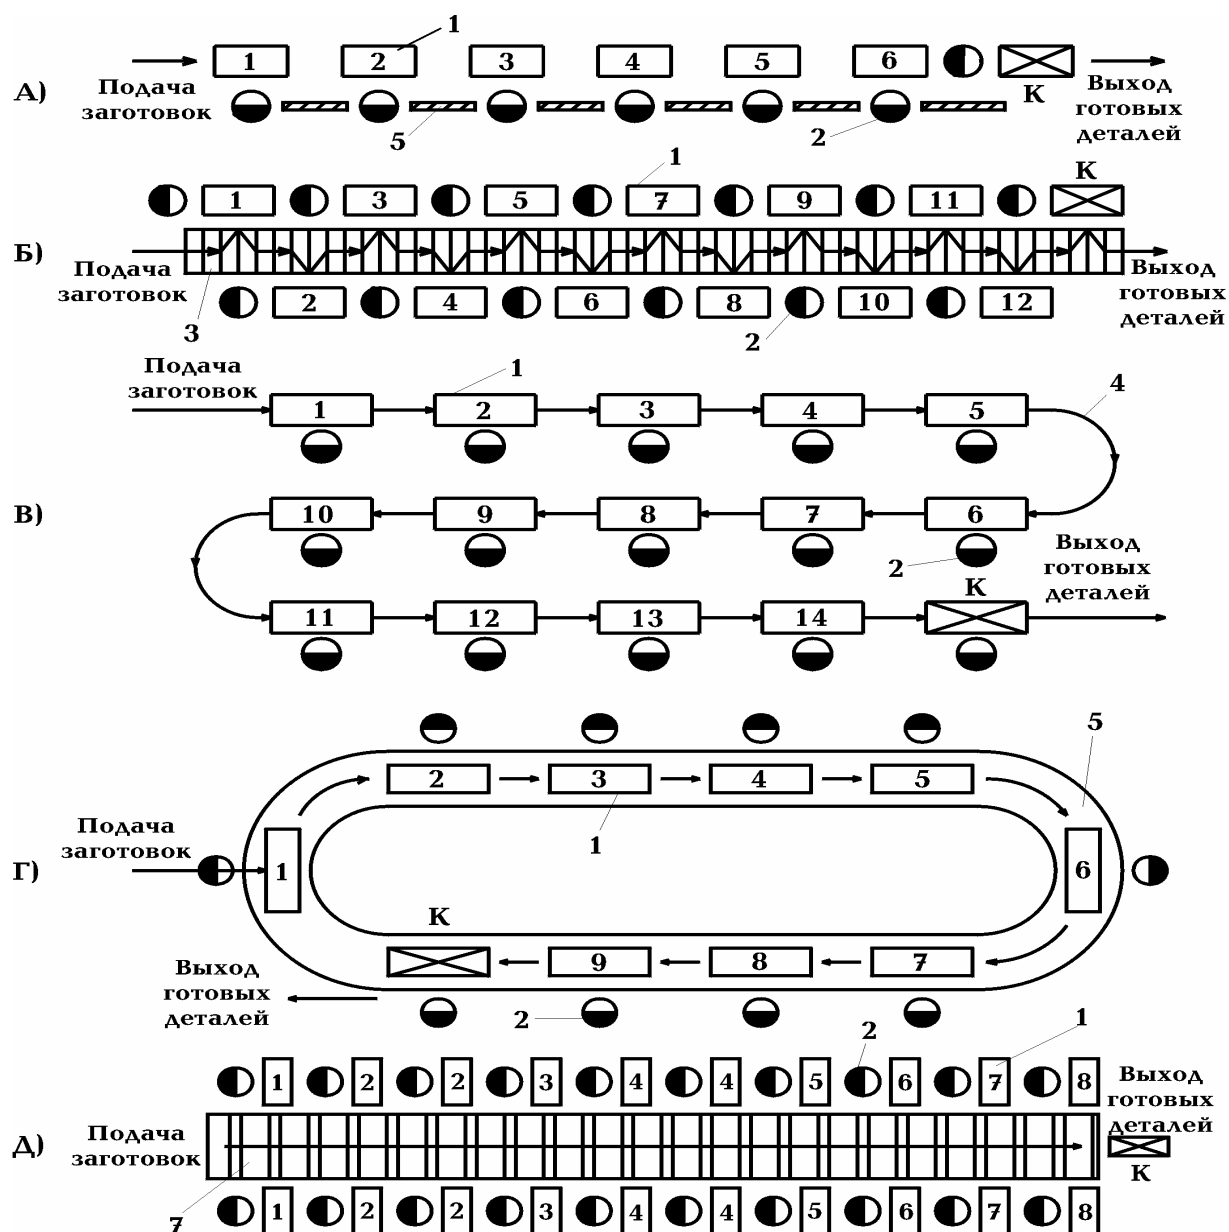 1
А)
Подача
заготовок
1 2 3 4 5 6
К
Выход
готовых
деталей
5
2
1
К
Б)
1 3 5 7 9 11
Подача
заготовок
Выход
готовых
деталей
2 4 6 8 10 12
3
2
Подача
заготовок
1
4
В)
1 2 3 4 5
10 9 8 7 6
2
Выход
готовых
деталей
К
11 12 13 14
5
2 3 4 5
1
Г)
Подача
заготовок
1
6
К
9 8 7
Выход
готовых
деталей
2
2
1
Д)
1 2 2 3 4 4 5 6 7 8
Выход
готовых
деталей
Подача
заготовок
К
7
1 2 2 3 4 4 5 6 7 8